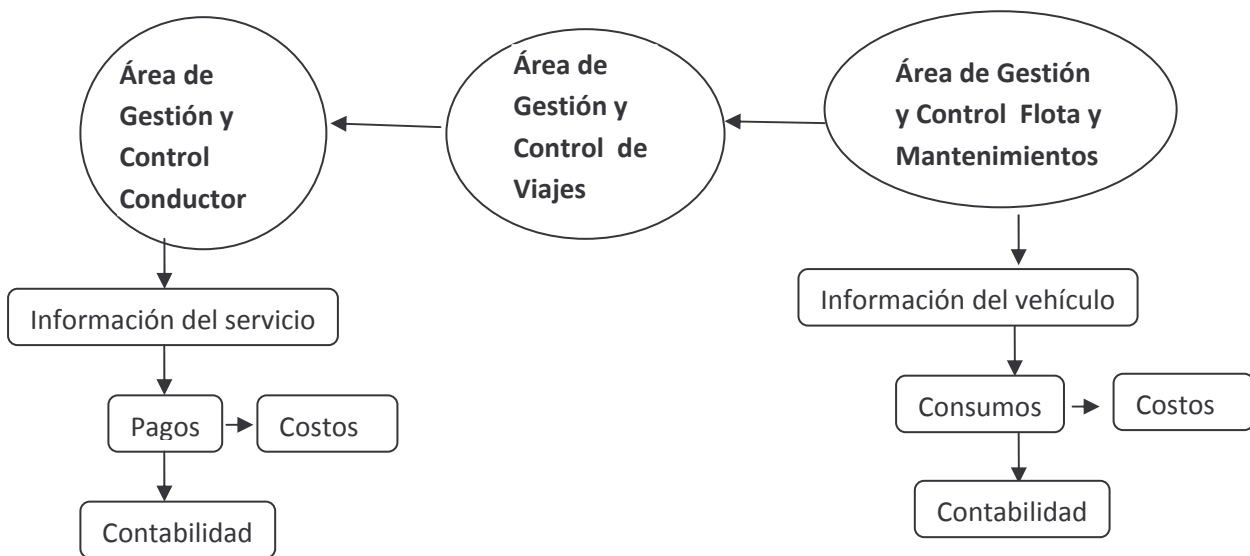 Área de
Gestión y
Control
Conductor
Área de
Gestión y
Control de
Viajes
Área de Gestión
y Control Flota y
Mantenimientos
Información del servicio
Pagos
Costos
Contabilidad
Información del vehículo
Consumos
Costos
Contabilidad